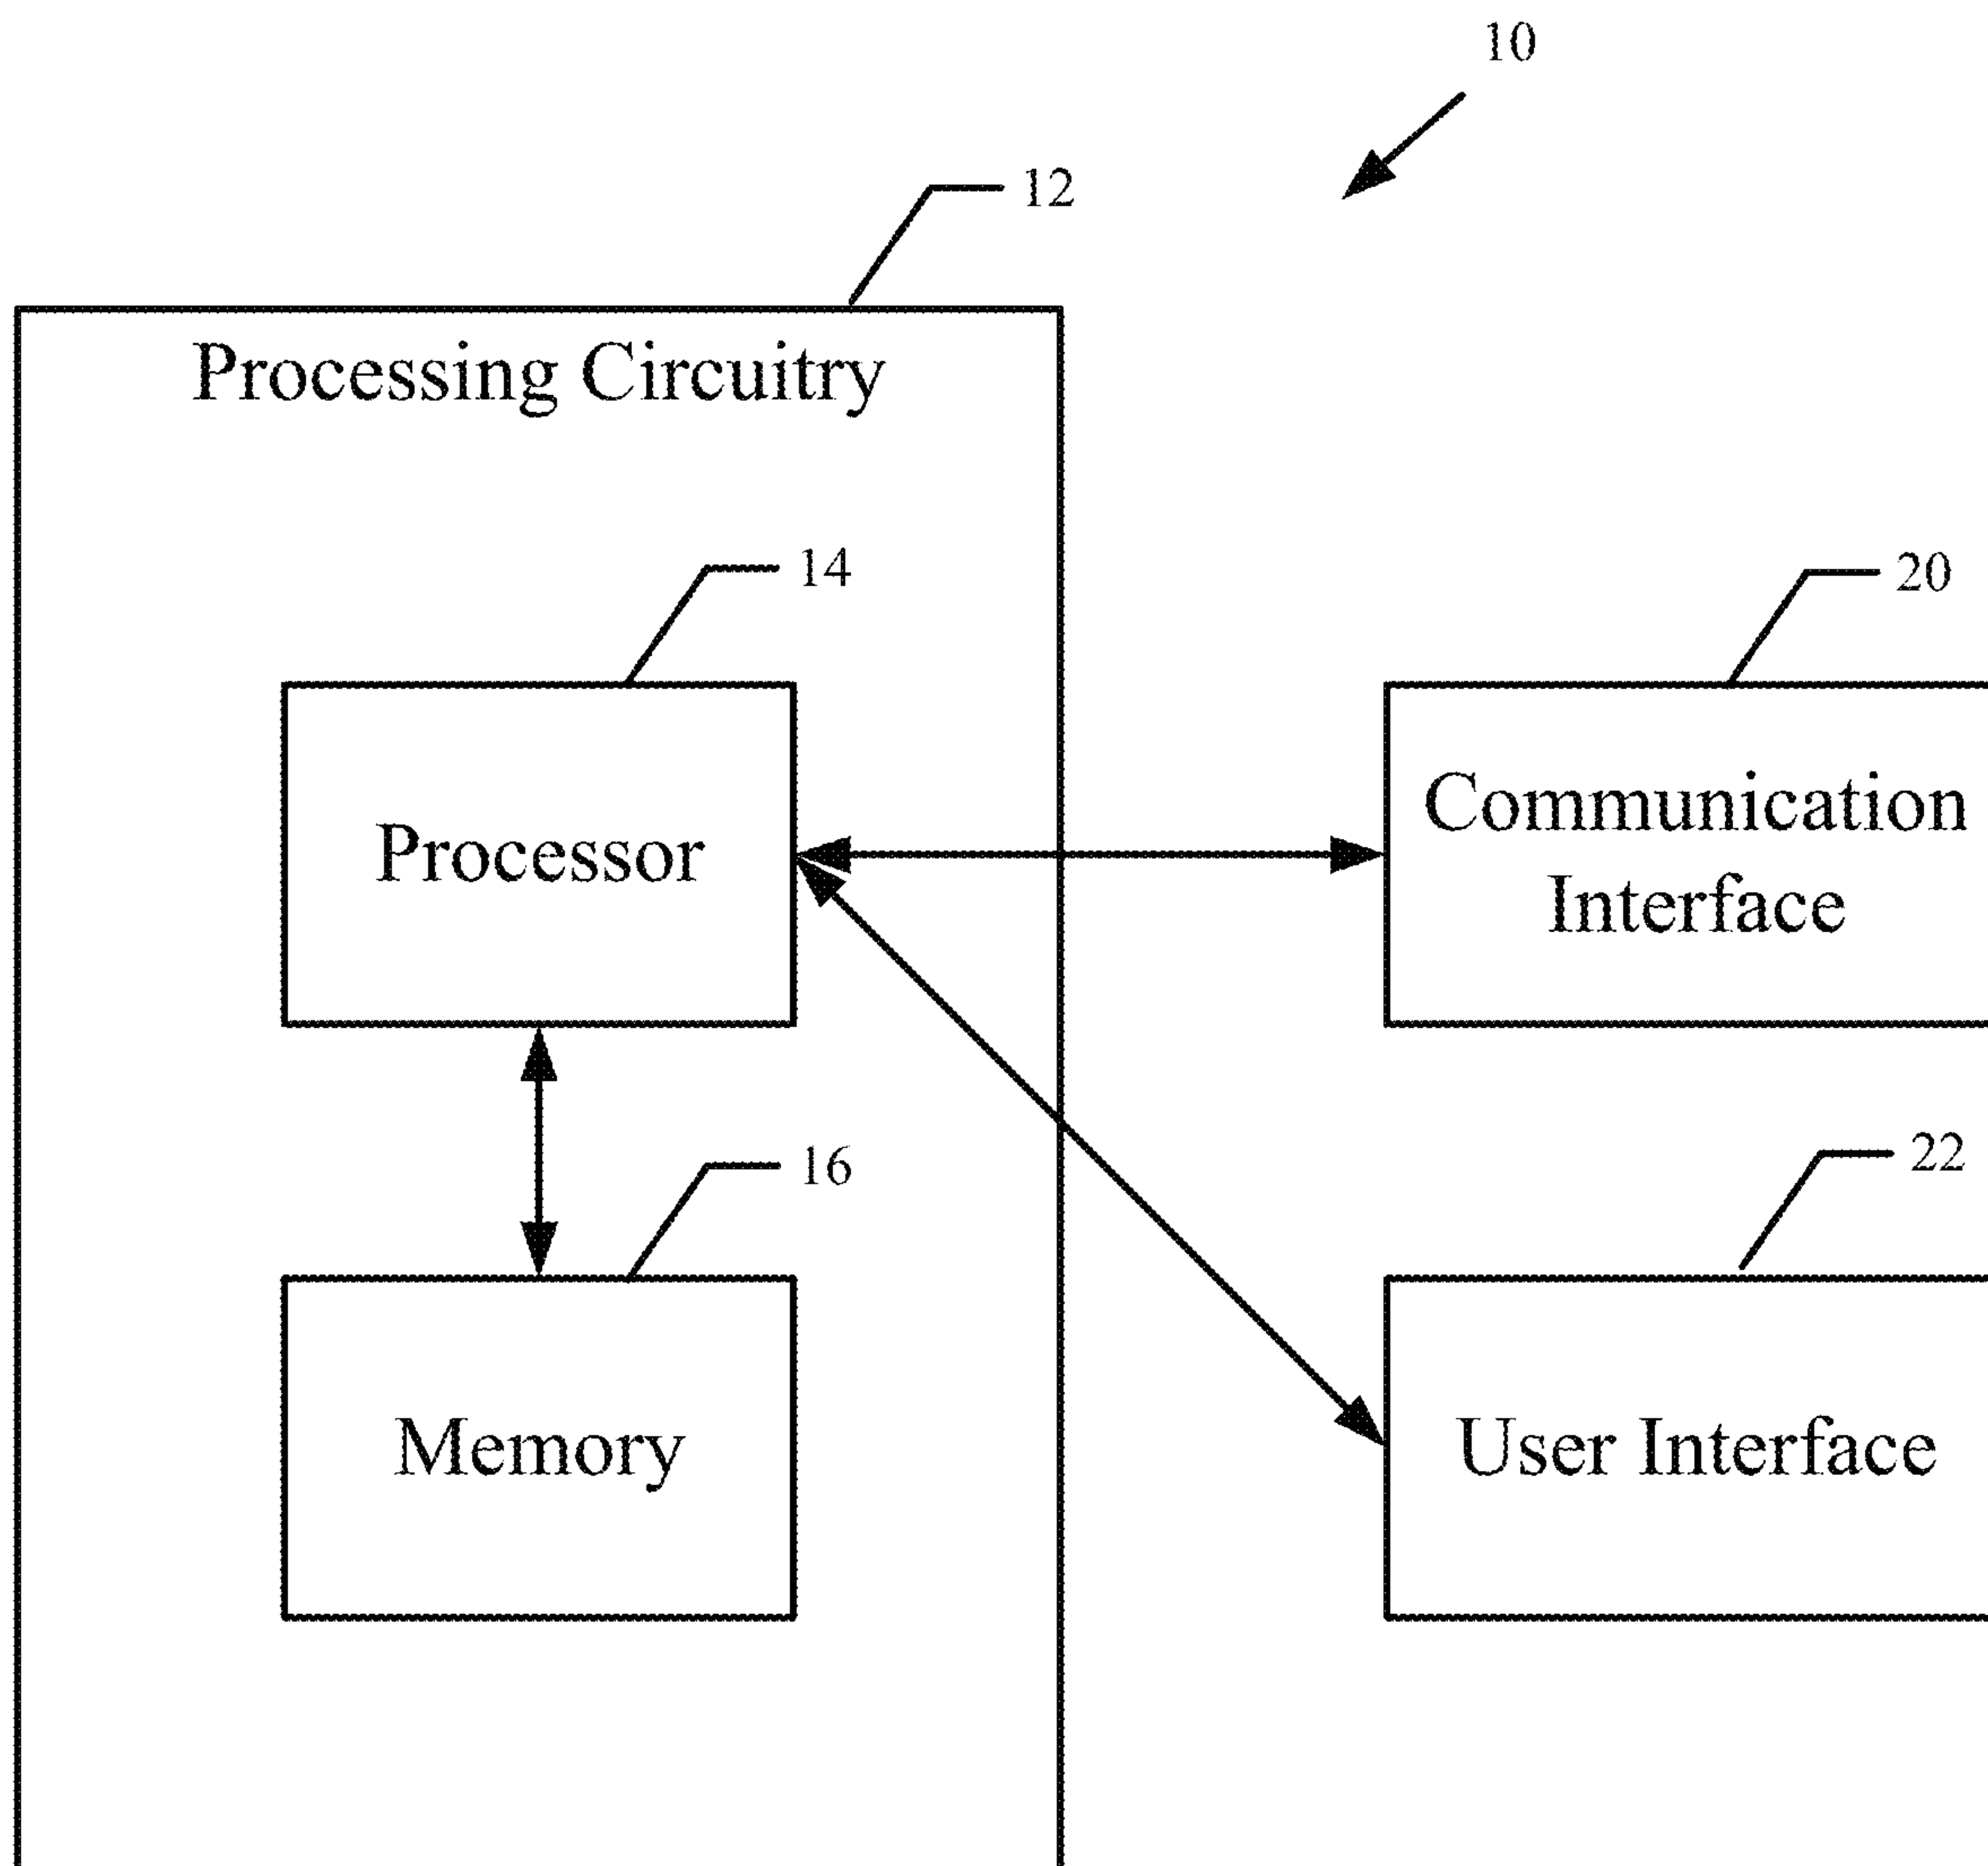 10
12
Processing Circuitry
14
20
Processor
Communication
Interface
16
22
Memory
User Interface